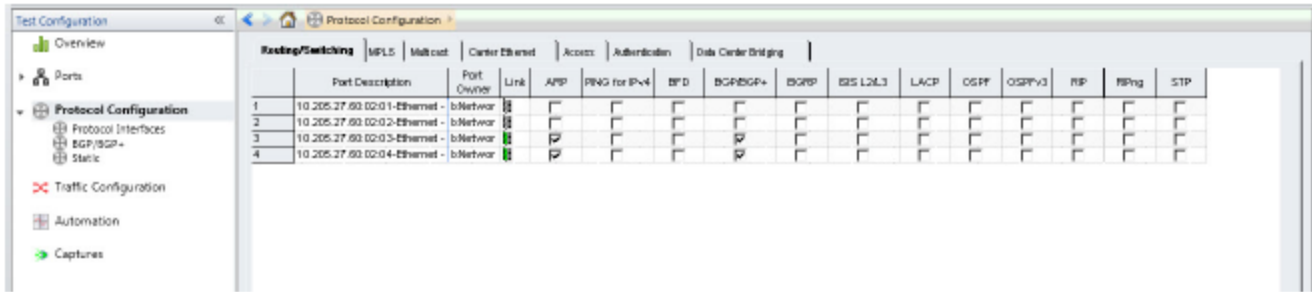 Test Configuration
Protocol Configuration
Overview
Ports
Protocol Configuration
Protocol Interfaces
BGP/BGP+
Static
Traffic Configuration
Automation
Captures
Routing/Switching MPLS Multicast Carrier Ethernet Access Authentication Data Center Bridging
Port Description Port Owner Link ARP PING for IPv4 BFD BGP/BGP+ EIGRP ISIS L2/L3 LACP OSPF OSPFv3 RIP RIPng STP
1 10.205.27.60:02:01-Ethernet - bNetwor
2 10.205.27.60:02:02-Ethernet - bNetwor
3 10.205.27.60:02:03-Ethernet - bNetwor
4 10.205.27.60:02:04-Ethernet - bNetwor